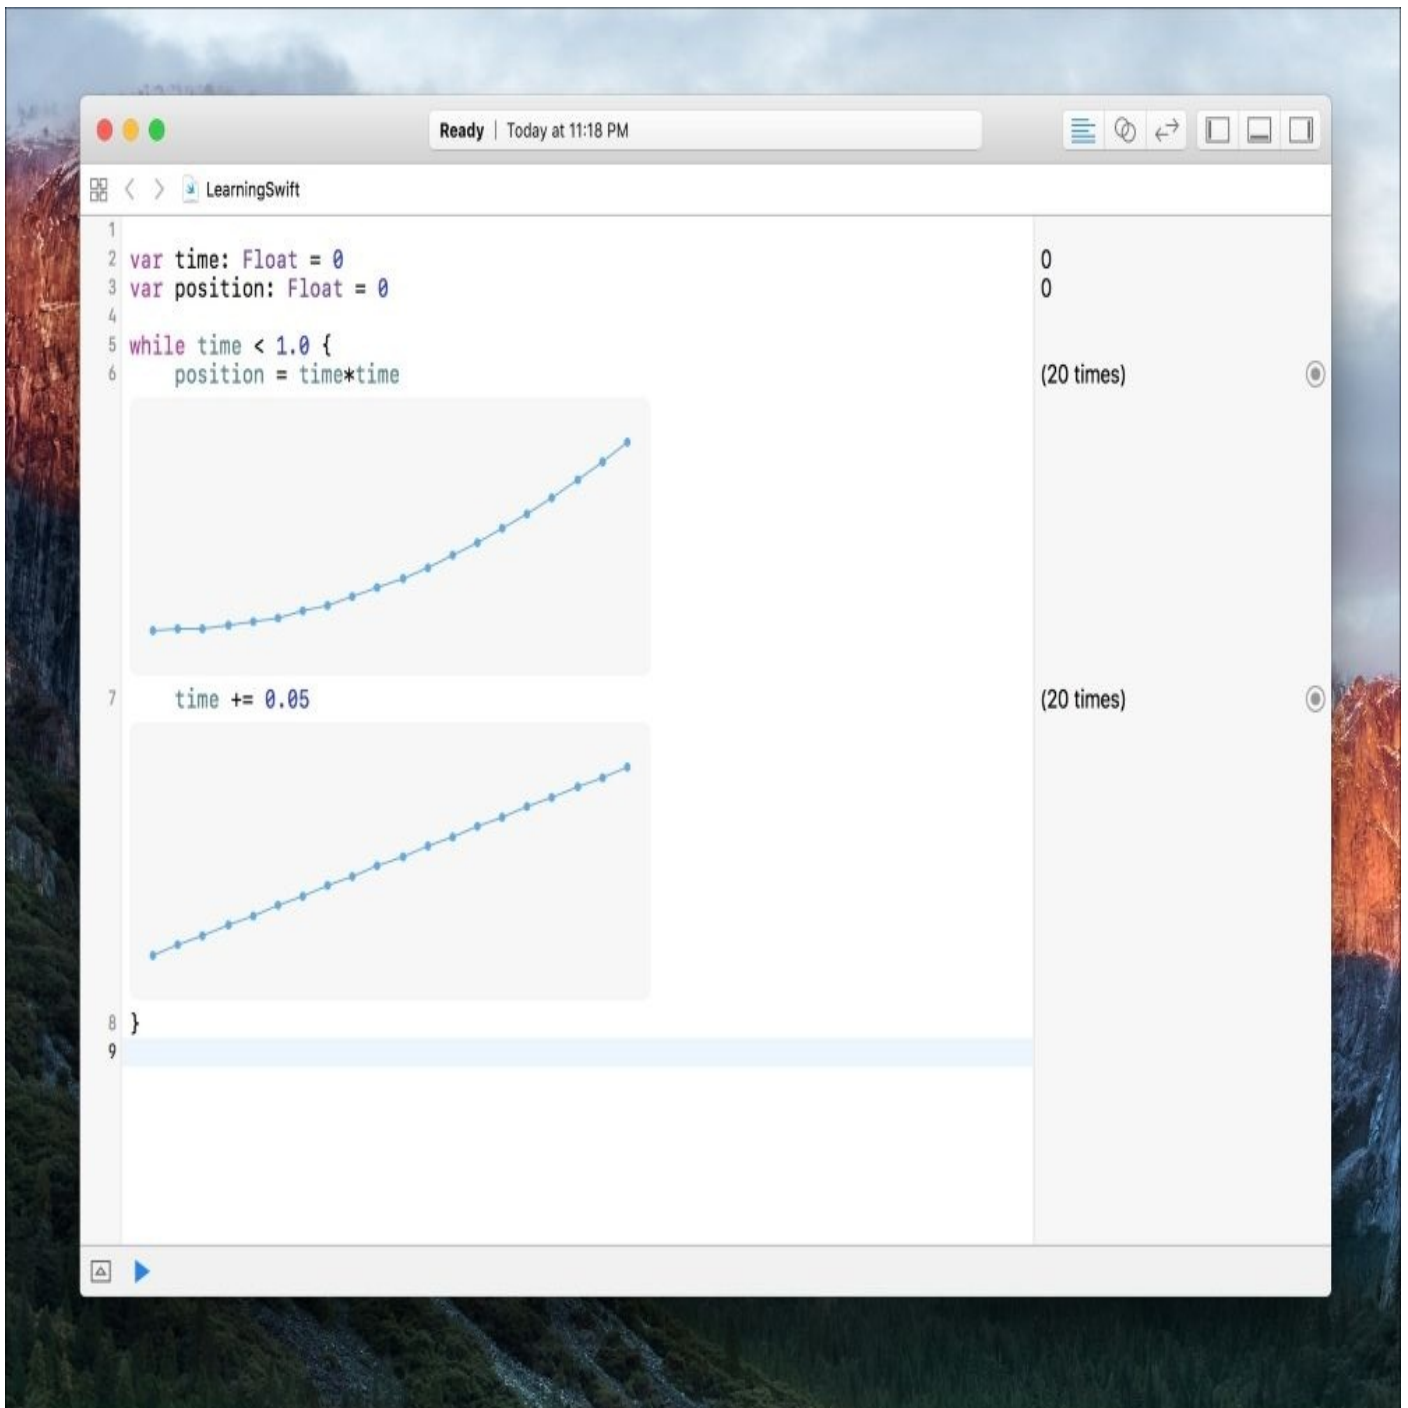 Ready | Today at 11:18 PM
LearningSwift
1
2 var time: Float = 0 0
3 var position: Float = 0 0
4
5 while time < 1.0 {
6 position = time*time (20 times)
7 time += 0.05 (20 times)
8 }
9